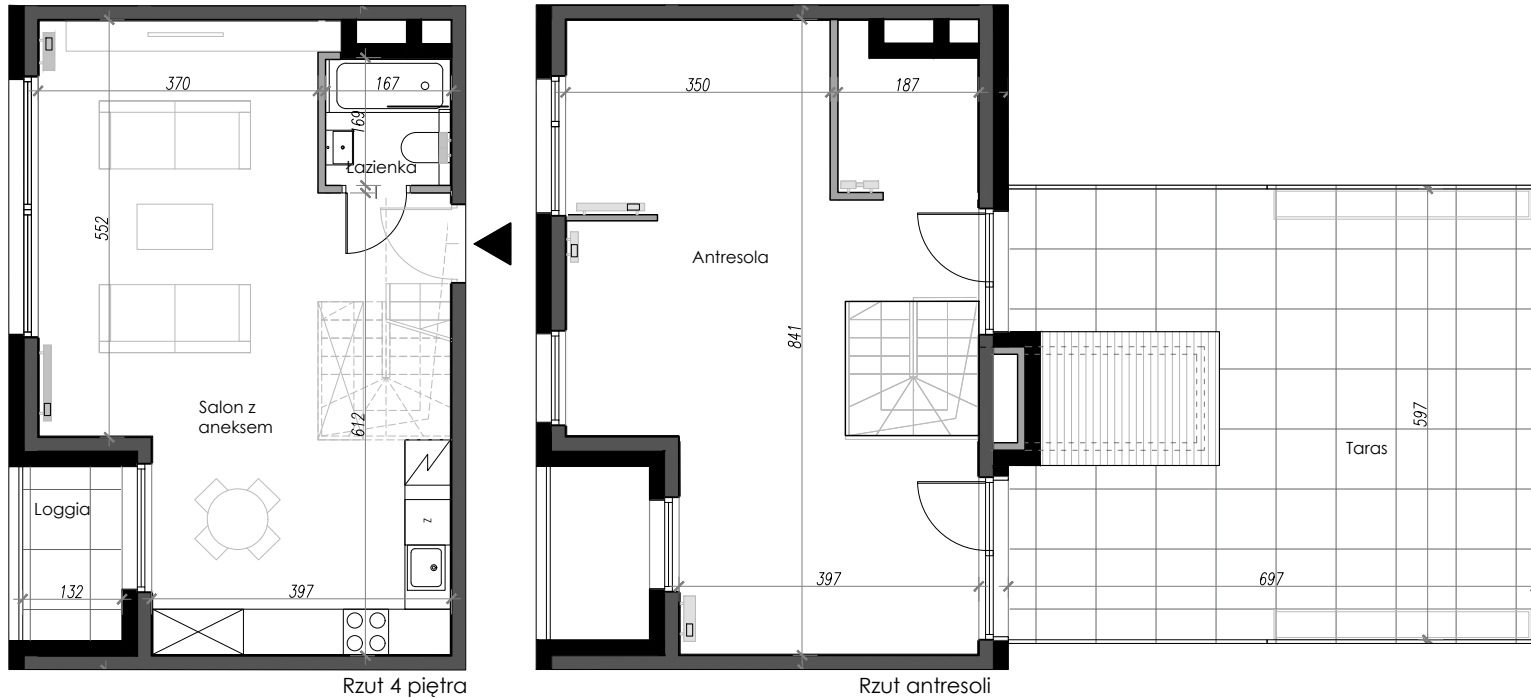 370
167
169
Łazienka
552
Salon z
aneksem
612
Loggia
Z
132
397
Rzut 4 piętra
350
187
Antresola
841
397
Rzut antresoli
597
Taras
697